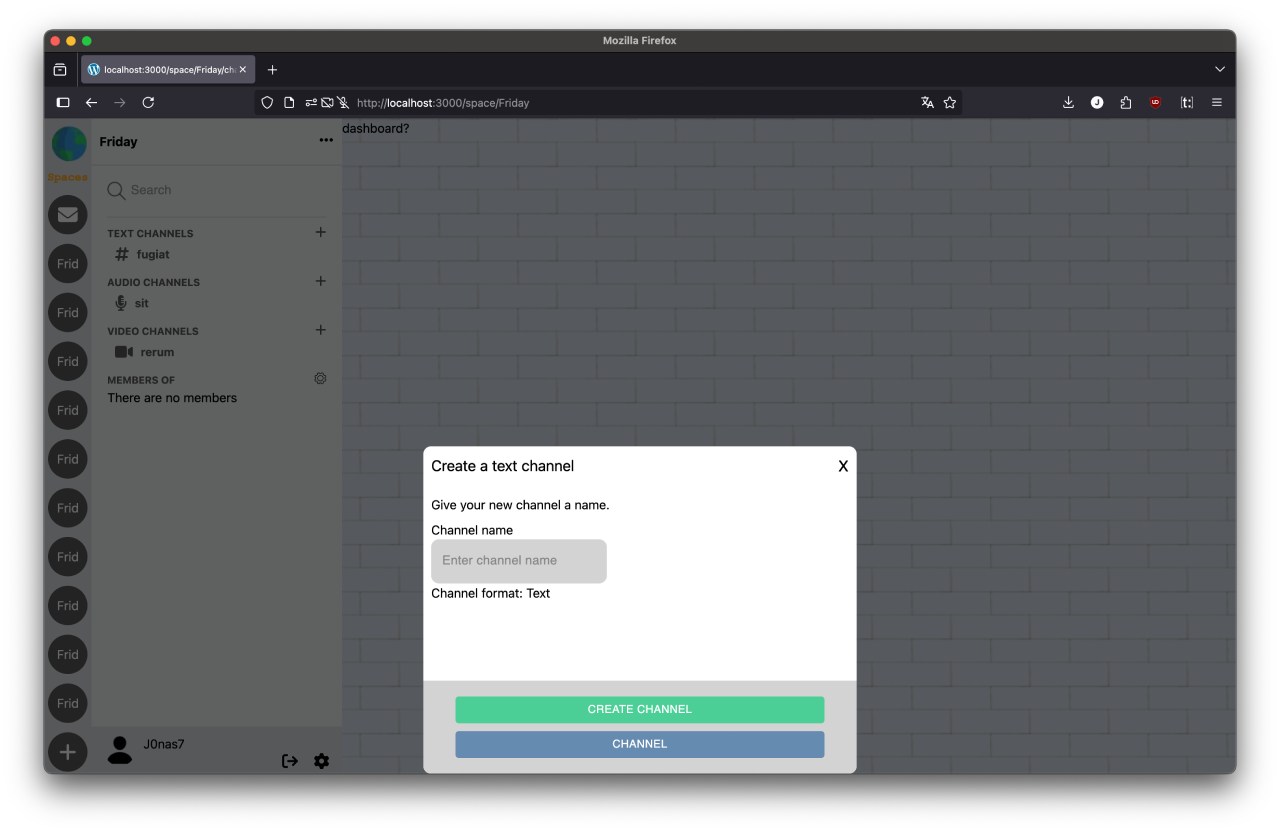 Mozilla Firefox
localhost:3000/space/Friday/cha
http://localhost:3000/space/Friday
Friday
dashboard?
Spaces
Search
TEXT CHANNELS
fugiat
AUDIO CHANNELS
sit
VIDEO CHANNELS
rerum
MEMBERS OF
There are no members
Frid
Frid
Frid
Frid
Frid
Frid
Frid
Frid
Frid
Frid
J0nas7
Create a text channel
X
Give your new channel a name.
Channel name
Enter channel name
Channel format: Text
CREATE CHANNEL
CHANNEL